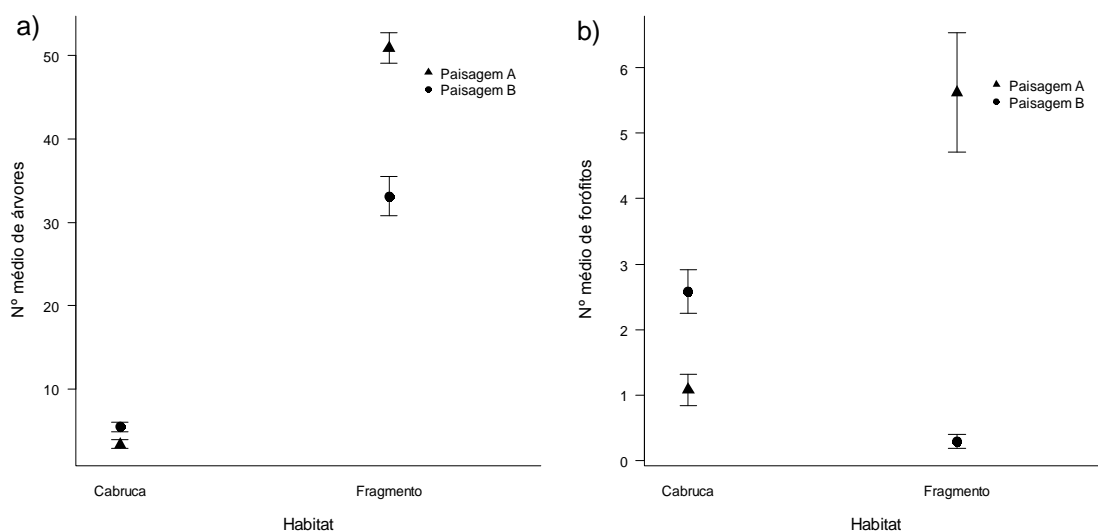 a)
Nº médio de árvores
50
40
30
20
10
Paisagem A
Paisagem B
Cabruca
Fragmento
Habitat
b)
Nº médio de forófitos
6
5
4
3
2
1
0
Paisagem A
Paisagem B
Cabruca
Fragmento
Habitat